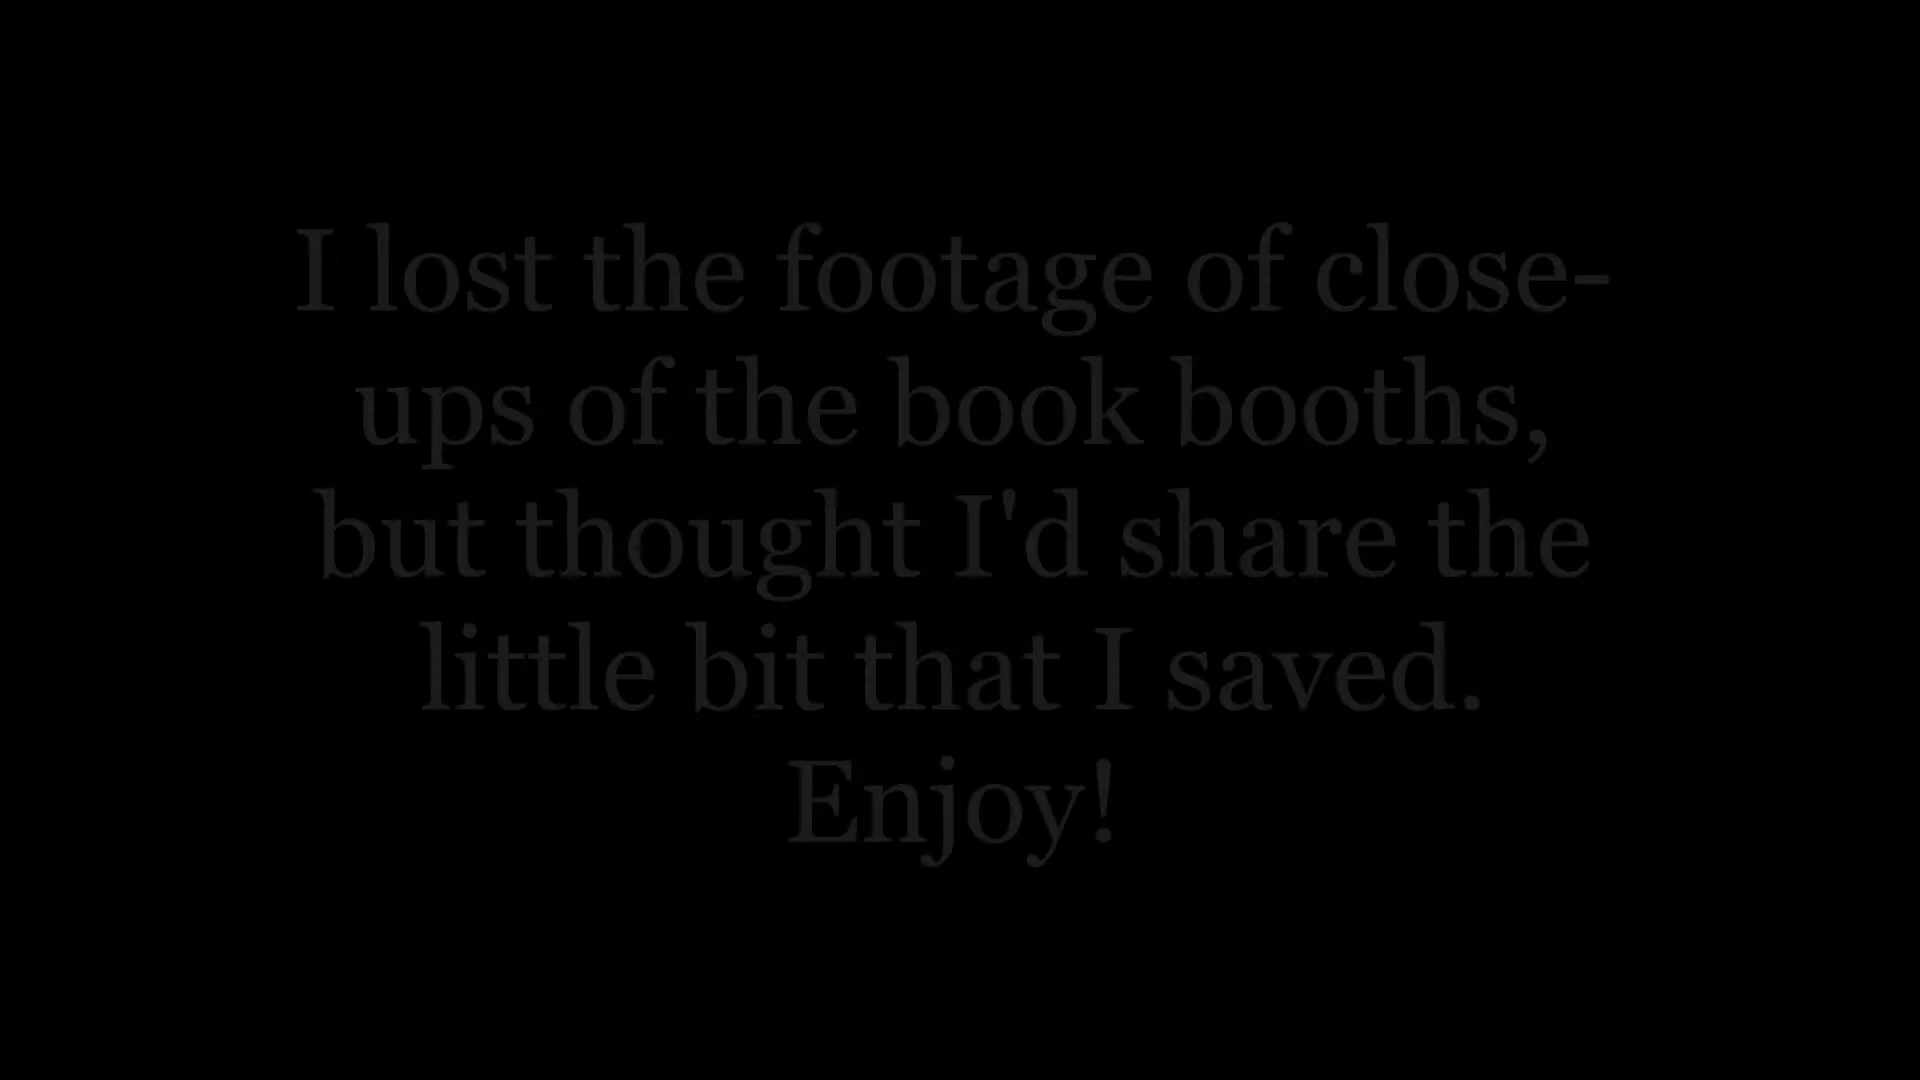 I lost the footage of close-
ups of the book booths,
but thought I'd share the
little bit that I saved.
Enjoy!